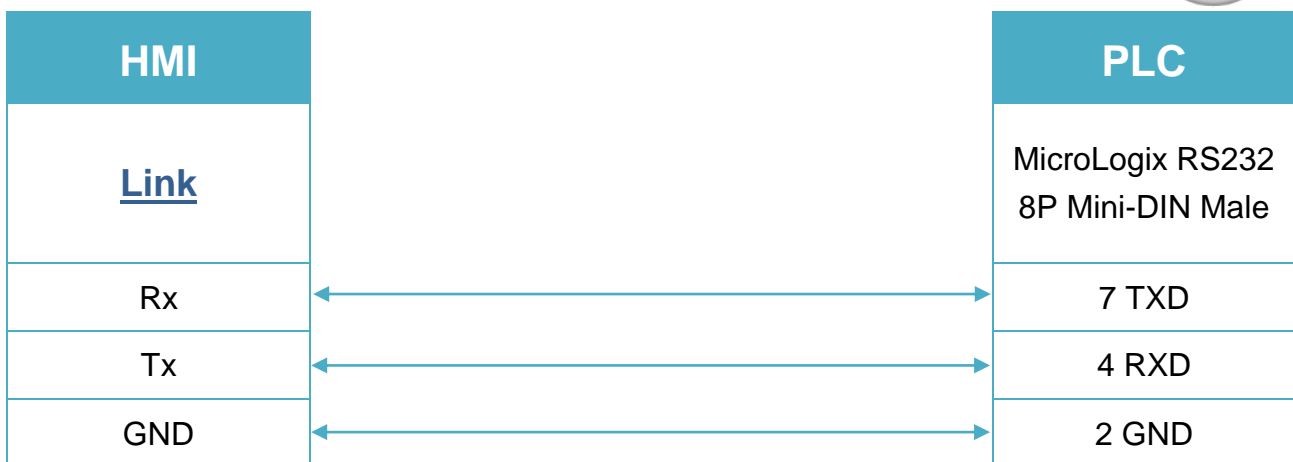 HMI PLC
Link MicroLogix RS232
8P Mini-DIN Male
Rx 7 TXD
Tx 4 RXD
GND 2 GND